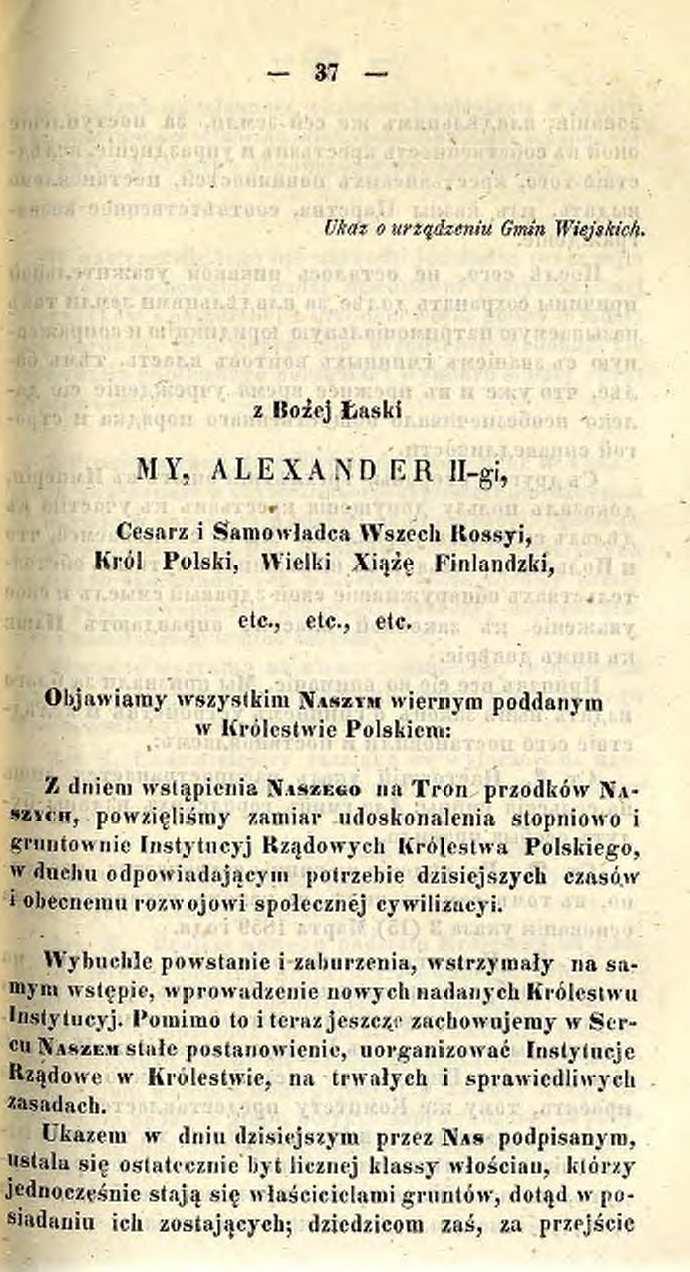 — 37 —
Ukaz o urządzeniu Gmin Wiejskich.
z Bożej Łaski
MY, ALEXANDER II-gi,
Cesarz i Samowładca Wszech Rossyi,
Król Polski, Wielki Xiążę Finlandzki,
etc., etc., etc.
Objawiamy wszystkim NASZYM wiernym poddanym
w Królestwie Polskiem:
Z dniem wstąpienia NASZEGO na Tron przodków NA-
SZYCH, powzięliśmy zamiar udoskonalenia stopniowo i
gruntownie Instytucyj Rządowych Królestwa Polskiego,
w duchu odpowiadającym potrzebie dzisiejszych czasów
i obecnemu rozwojowi społecznéj cywilizacyi.
Wybuchłe powstanie i zaburzenia, wstrzymały na sa-
mym wstępie, wprowadzenie nowych nadanych Królestwu
Instytucyj. Pomimo to i teraz jeszcze zachowujemy w Ser-
cu NASZEM stałe postanowienie, uorganizować Instytucje
Rządowe w Królestwie, na trwałych i sprawiedliwych
zasadach.
Ukazem w dniu dzisiejszym przez NAS podpisanym,
ustala się ostatecznie byt licznej klassy włościan, którzy
jednocześnie stają się właścicielami gruntów, dotąd w po-
siadaniu ich zostających; dziedzicom zaś, za przejście